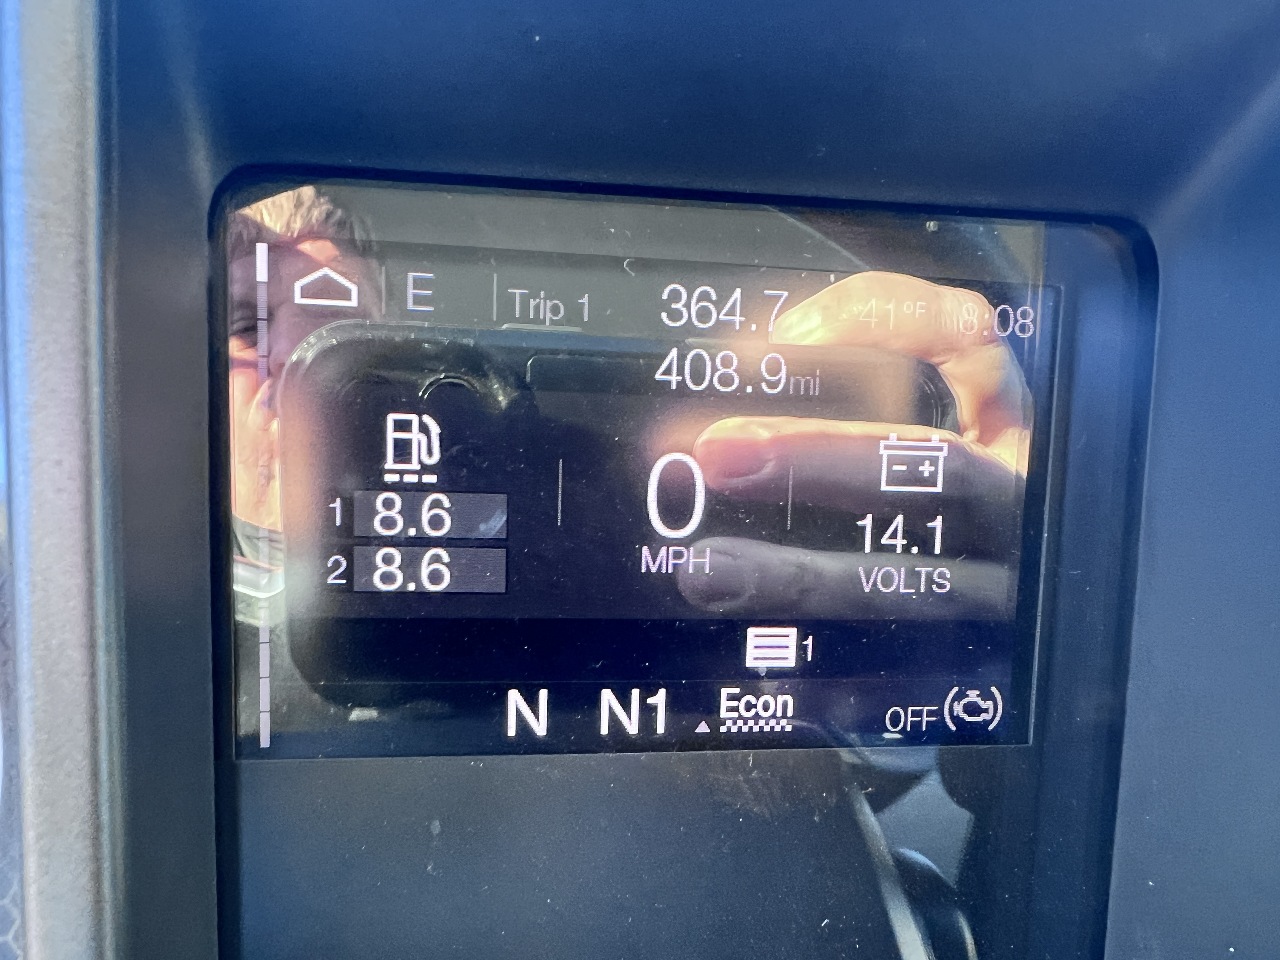 E Trip 1 364.7 41°F 8:08
408.9mi
1 8.6
2 8.6
0
MPH
- +
14.1
VOLTS
1
N N1 Econ OFF